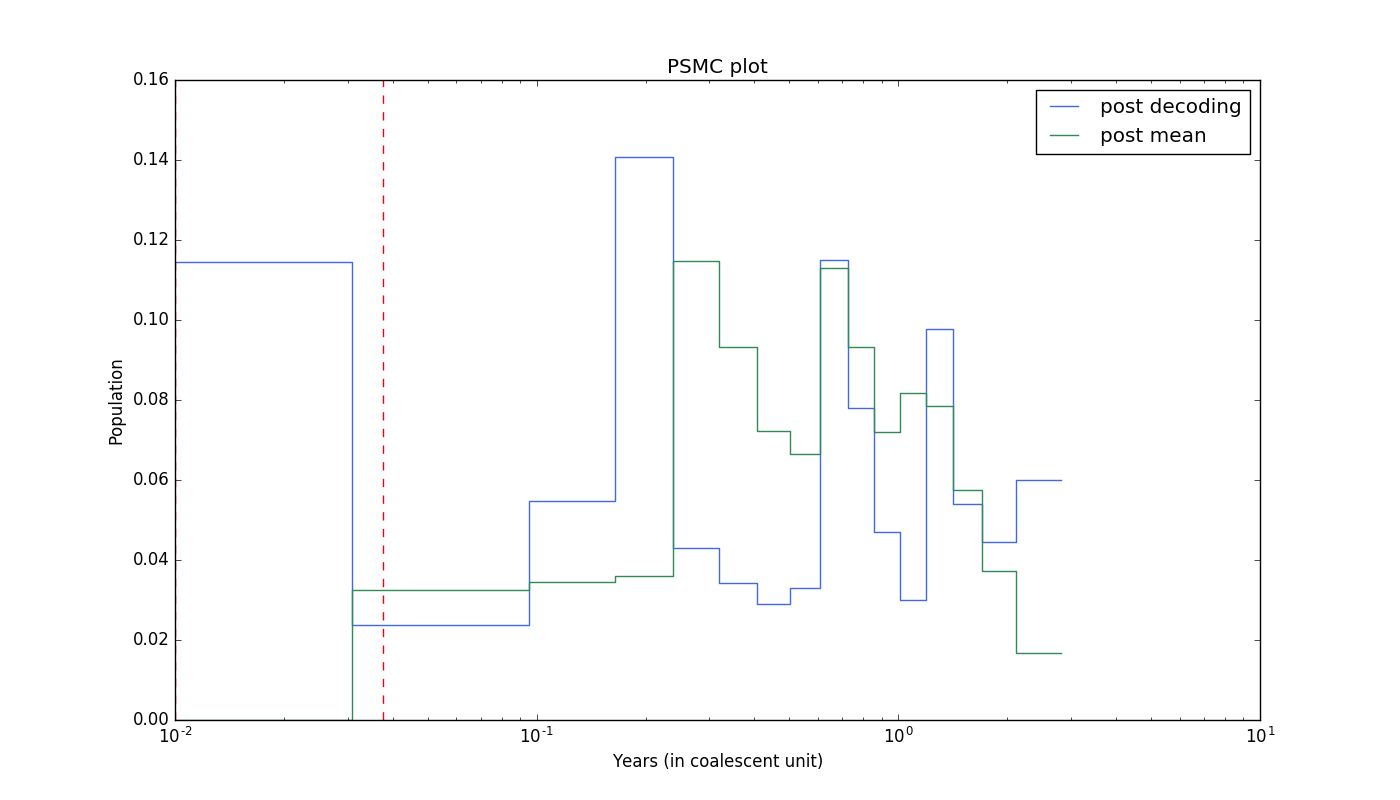 PSMC plot
post decoding
post mean
0.16
0.14
0.12
0.10
0.08
0.06
0.04
0.02
0.00
Population
10⁻² 10⁻¹ 10⁰ 10¹
Years (in coalescent unit)